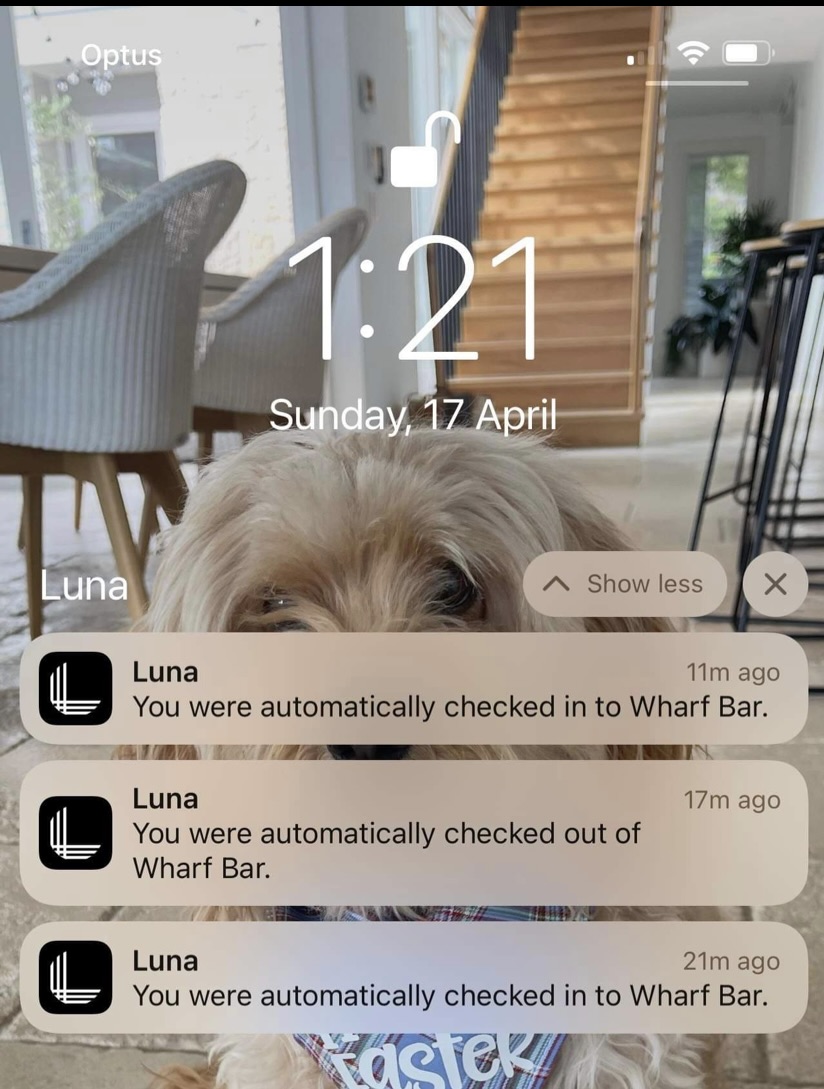 Optus
1:21
Sunday, 17 April
Luna
Show less
Luna
11m ago
You were automatically checked in to Wharf Bar.
Luna
17m ago
You were automatically checked out of
Wharf Bar.
Luna
21m ago
You were automatically checked in to Wharf Bar.
Easter